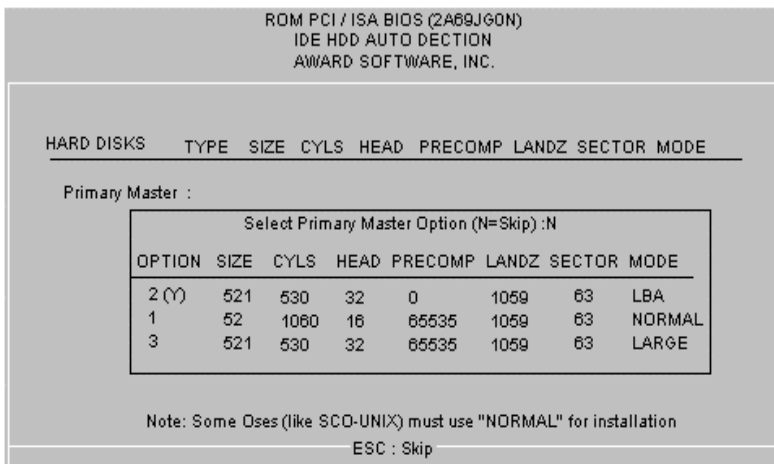 ROM PCI / ISA BIOS (2A69JG0N)
IDE HDD AUTO DECTION
AWARD SOFTWARE, INC.
HARD DISKS TYPE SIZE CYLS HEAD PRECOMP LANDZ SECTOR MODE
Primary Master :
Select Primary Master Option (N=Skip) :N
OPTION SIZE CYLS HEAD PRECOMP LANDZ SECTOR MODE
2 (Y) 521 530 32 0 1059 63 LBA
1 52 1060 16 65535 1059 63 NORMAL
3 521 530 32 65535 1059 63 LARGE
Note: Some Oses (like SCO-UNIX) must use "NORMAL" for installation
ESC : Skip